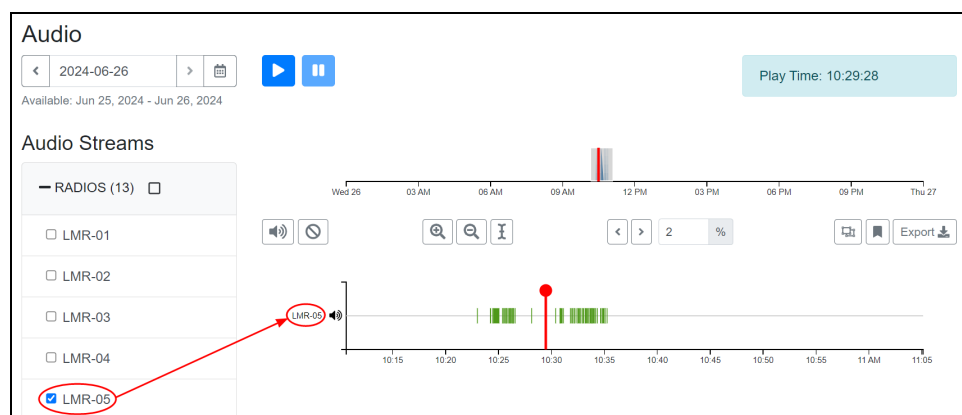 Audio
2024-06-26
Play Time: 10:29:28
Available: Jun 25, 2024 - Jun 26, 2024
Audio Streams
RADIOS (13)
Wed 26 03 AM 06 AM 09 AM 12 PM 03 PM 06 PM 09 PM Thu 27
LMR-01
2 %
Export
LMR-02
LMR-03
LMR-05
LMR-04
10:15 10:20 10:25 10:30 10:35 10:40 10:45 10:50 10:55 11 AM 11:05
LMR-05